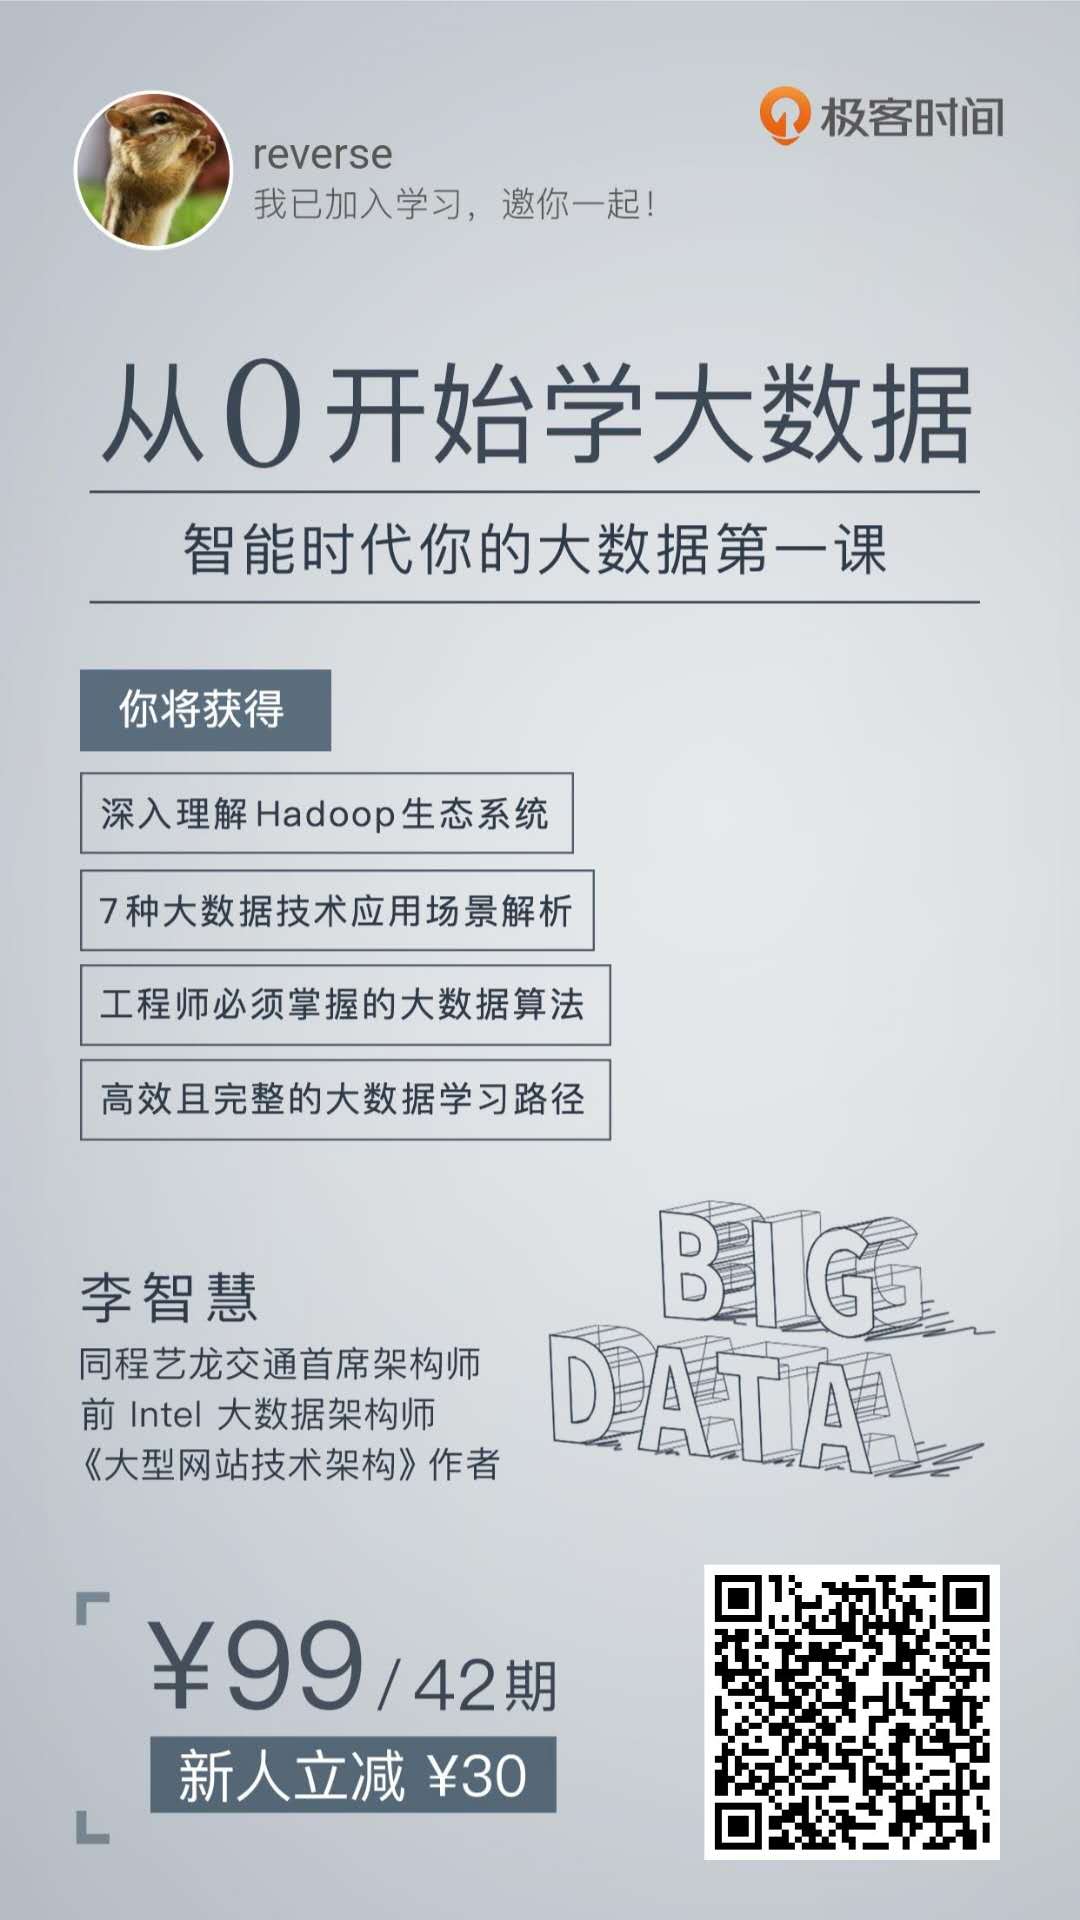 极客时间
reverse
我已加入学习，邀你一起！
从0开始学大数据
智能时代你的大数据第一课
你将获得
深入理解Hadoop生态系统
7种大数据技术应用场景解析
工程师必须掌握的大数据算法
高效且完整的大数据学习路径
BIG
DATA
李智慧
同程艺龙交通首席架构师
前 Intel 大数据架构师
《大型网站技术架构》作者
¥99/42期
新人立减 ¥30